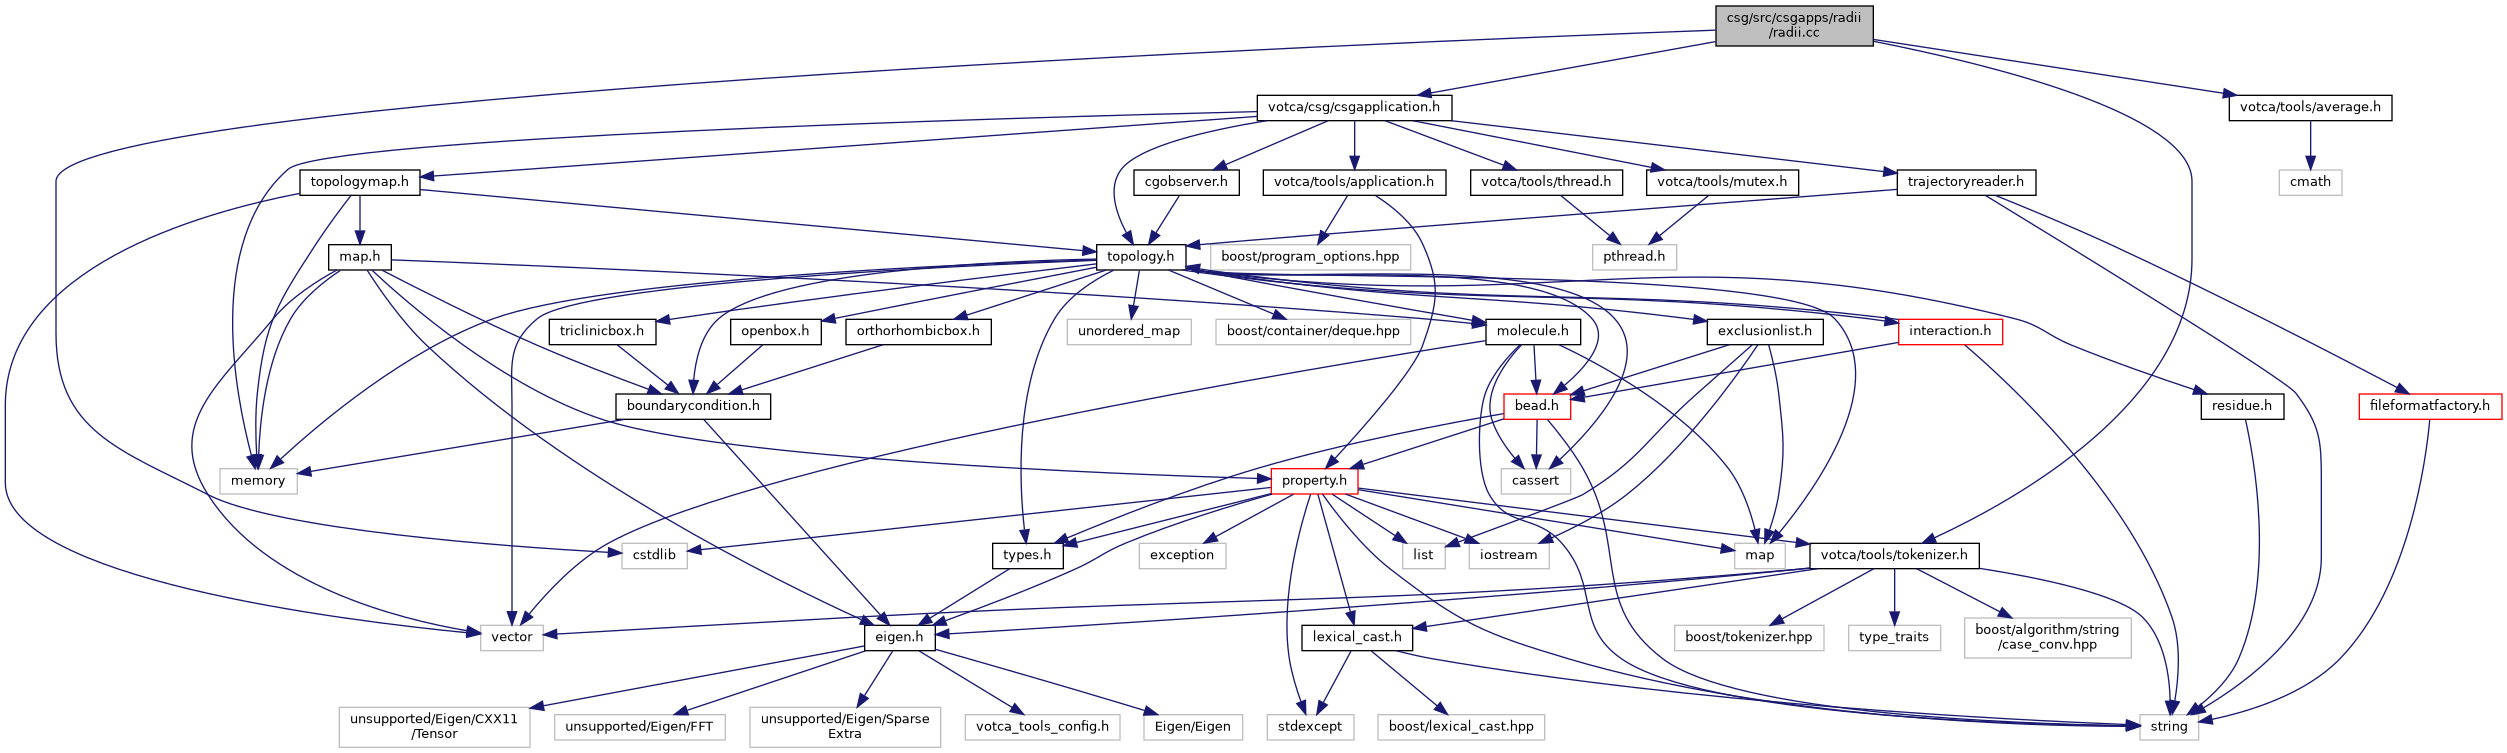 csg/src/csgapps/radii
/radii.cc
votca/csg/csgapplication.h
votca/tools/average.h
topologymap.h
cgobserver.h
votca/tools/application.h
votca/tools/thread.h
votca/tools/mutex.h
trajectoryreader.h
cmath
map.h
topology.h
boost/program_options.hpp
pthread.h
triclinicbox.h
openbox.h
orthorhombicbox.h
unordered_map
boost/container/deque.hpp
molecule.h
exclusionlist.h
interaction.h
boundarycondition.h
bead.h
residue.h
fileformatfactory.h
memory
property.h
cassert
cstdlib
types.h
exception
list
iostream
map
votca/tools/tokenizer.h
vector
eigen.h
lexical_cast.h
boost/tokenizer.hpp
type_traits
boost/algorithm/string
/case_conv.hpp
unsupported/Eigen/CXX11
/Tensor
unsupported/Eigen/FFT
unsupported/Eigen/Sparse
Extra
votca_tools_config.h
Eigen/Eigen
stdexcept
boost/lexical_cast.hpp
string